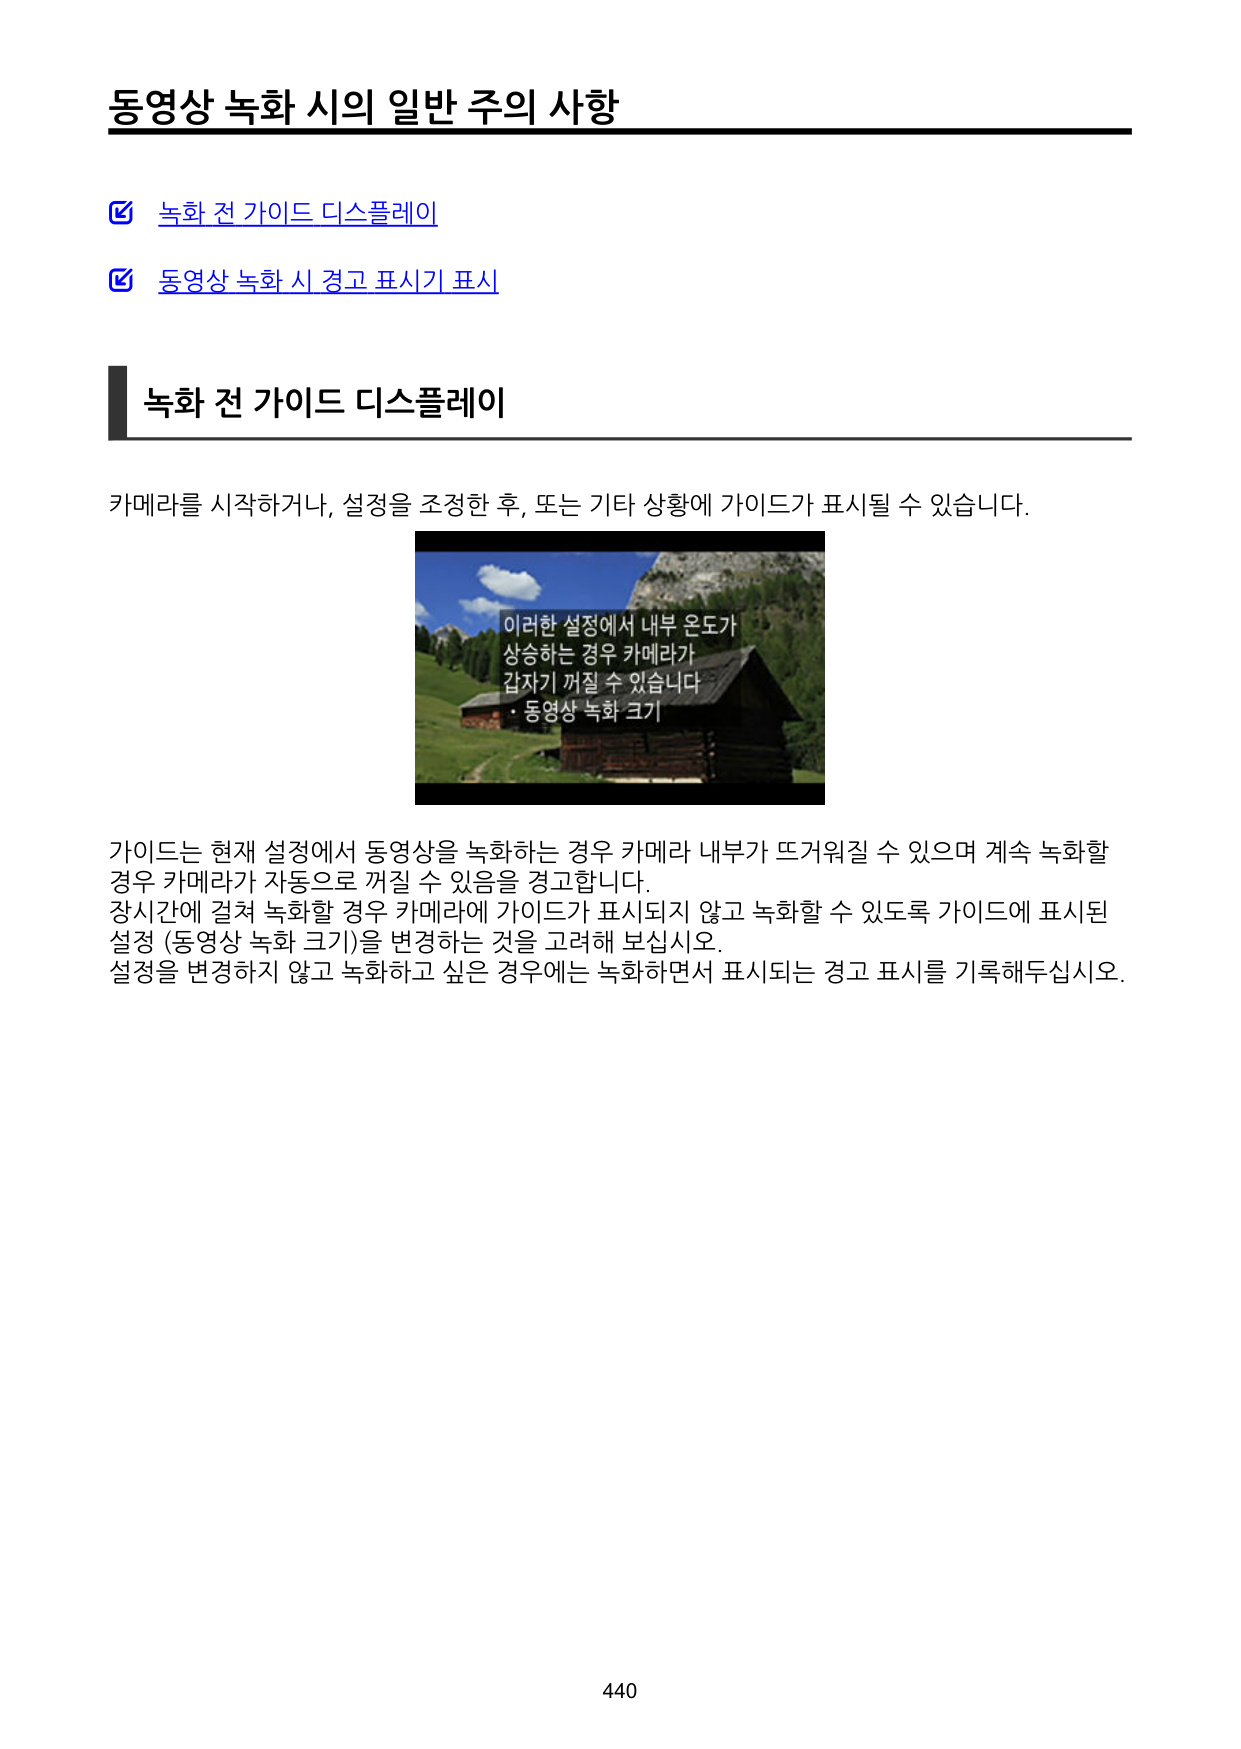 동영상 녹화 시의 일반 주의 사항
녹화 전 가이드 디스플레이
동영상 녹화 시 경고 표시기 표시
녹화 전 가이드 디스플레이
카메라를 시작하거나, 설정을 조정한 후, 또는 기타 상황에 가이드가 표시될 수 있습니다.
이러한 설정에서 내부 온도가
상승하는 경우 카메라가
갑자기 꺼질 수 있습니다
・동영상 녹화 크기
가이드는 현재 설정에서 동영상을 녹화하는 경우 카메라 내부가 뜨거워질 수 있으며 계속 녹화할
경우 카메라가 자동으로 꺼질 수 있음을 경고합니다.
장시간에 걸쳐 녹화할 경우 카메라에 가이드가 표시되지 않고 녹화할 수 있도록 가이드에 표시된
설정 (동영상 녹화 크기)을 변경하는 것을 고려해 보십시오.
설정을 변경하지 않고 녹화하고 싶은 경우에는 녹화하면서 표시되는 경고 표시를 기록해두십시오.
440